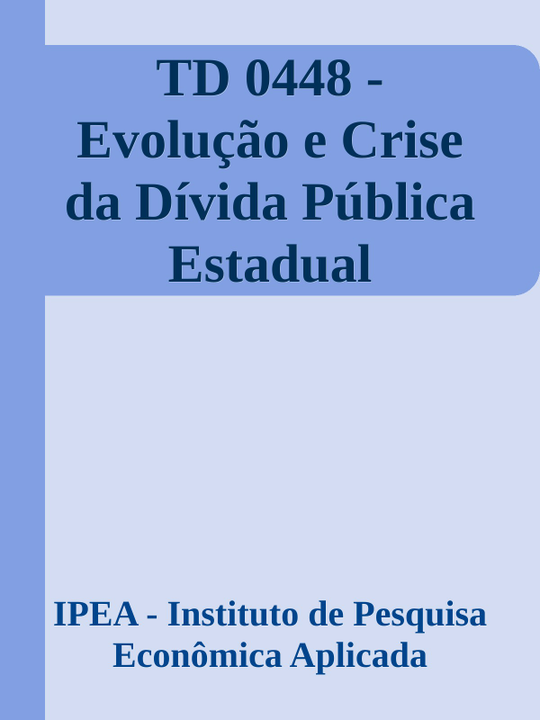 TD 0448 -
Evolução e Crise
da Dívida Pública
Estadual
IPEA - Instituto de Pesquisa
Econômica Aplicada